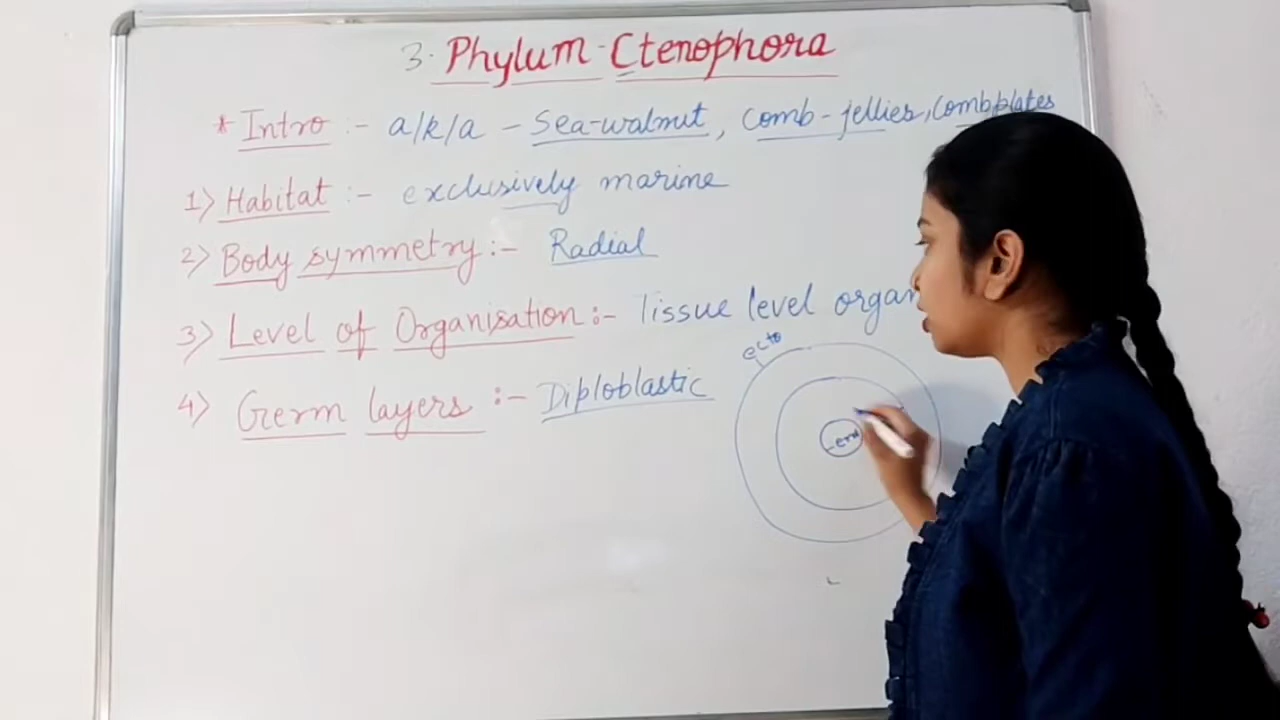 3. Phylum - Ctenophora
* Intro :- a/k/a - Sea-walnut, comb-jellies, combplates
1) Habitat :- exclusively marine
2) Body symmetry :- Radial
3) Level of Organisation :- Tissue level organ
4) Germ layers :- Diploblastic
ecto
end